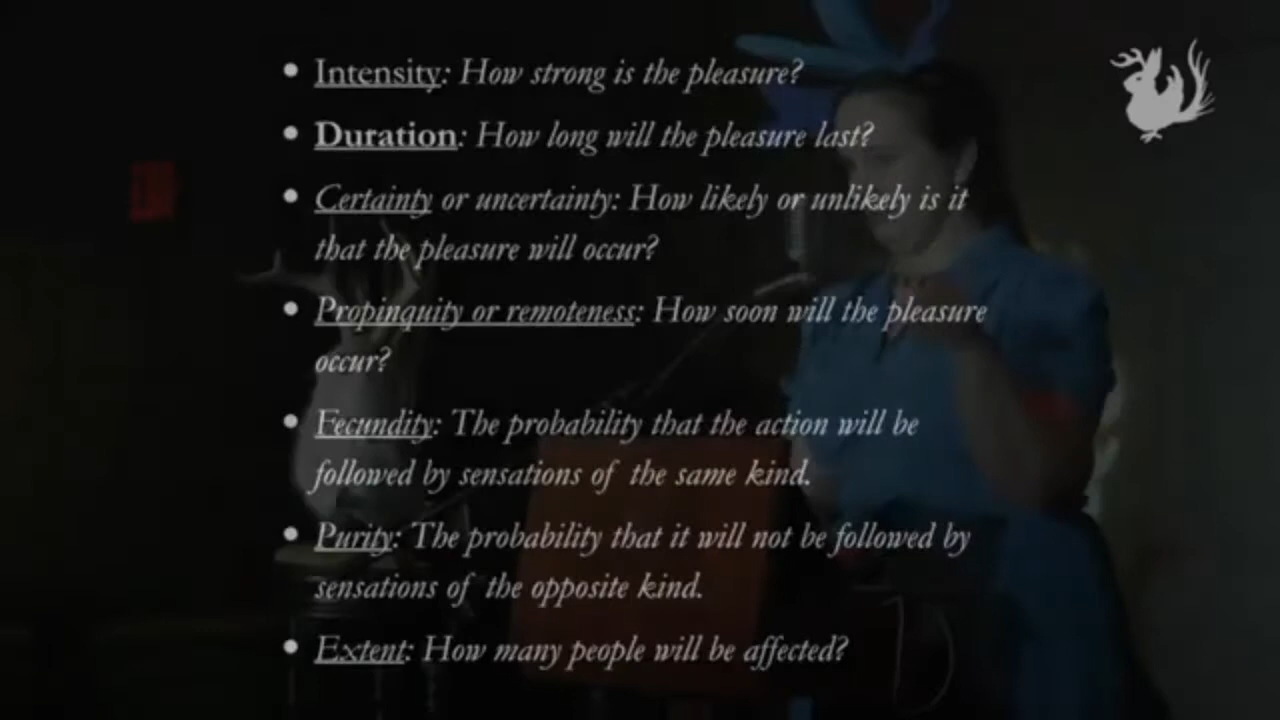 Intensity: How strong is the pleasure?
Duration: How long will the pleasure last?
Certainty or uncertainty: How likely or unlikely is it
that the pleasure will occur?
Propinquity or remoteness: How soon will the pleasure
occur?
Fecundity: The probability that the action will be
followed by sensations of the same kind.
Purity: The probability that it will not be followed by
sensations of the opposite kind.
Extent: How many people will be affected?